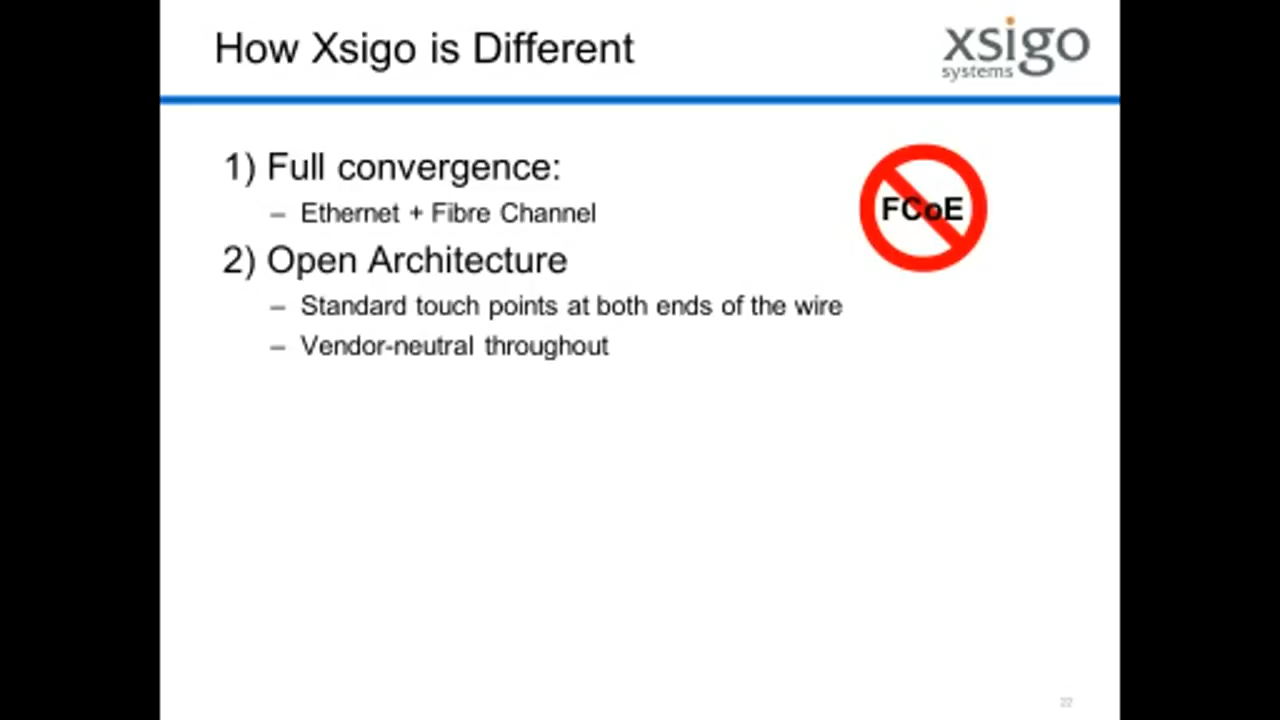 How Xsigo is Different
xsigo
systems
1) Full convergence:
– Ethernet + Fibre Channel
FCoE
2) Open Architecture
– Standard touch points at both ends of the wire
– Vendor-neutral throughout
22